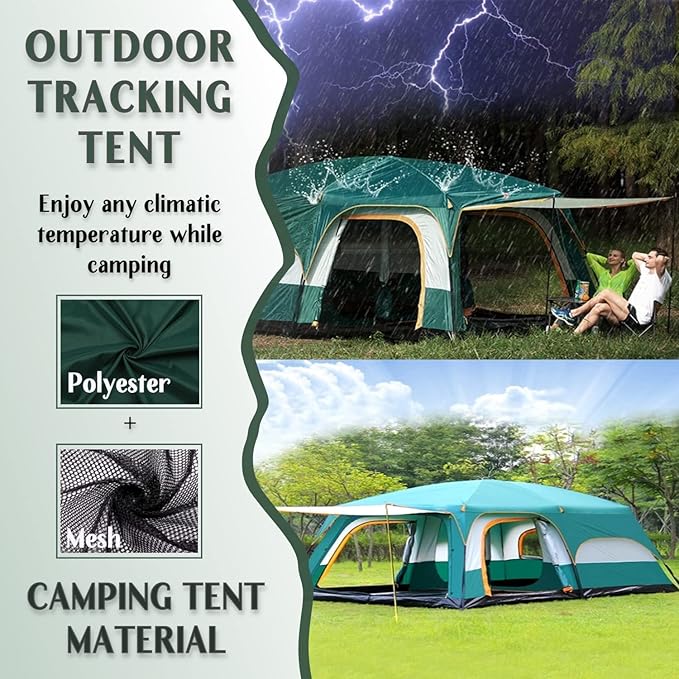 OUTDOOR
TRACKING
TENT
Enjoy any climatic
temperature while
camping
Polyester
+
Mesh
CAMPING TENT
MATERIAL